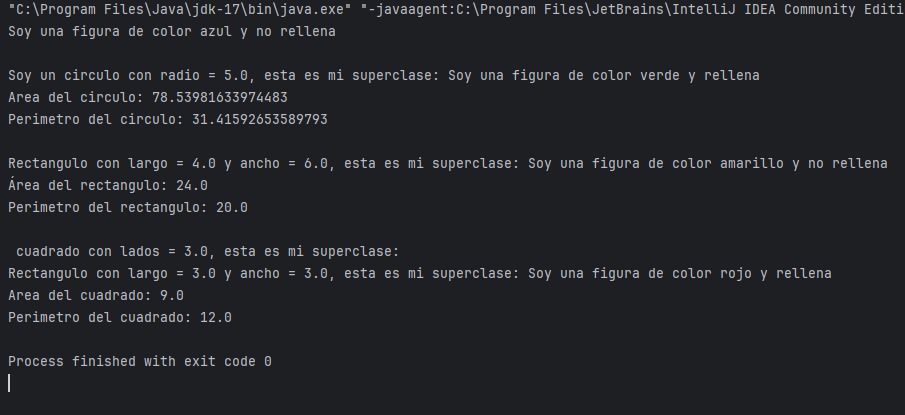 "C:\Program Files\Java\jdk-17\bin\java.exe" "-javaagent:C:\Program Files\JetBrains\IntelliJ IDEA Community Editi
Soy una figura de color azul y no rellena
Soy un circulo con radio = 5.0, esta es mi superclase: Soy una figura de color verde y rellena
Area del circulo: 78.53981633974483
Perimetro del circulo: 31.41592653589793
Rectangulo con largo = 4.0 y ancho = 6.0, esta es mi superclase: Soy una figura de color amarillo y no rellena
Área del rectangulo: 24.0
Perimetro del rectangulo: 20.0
cuadrado con lados = 3.0, esta es mi superclase:
Rectangulo con largo = 3.0 y ancho = 3.0, esta es mi superclase: Soy una figura de color rojo y rellena
Area del cuadrado: 9.0
Perimetro del cuadrado: 12.0
Process finished with exit code 0